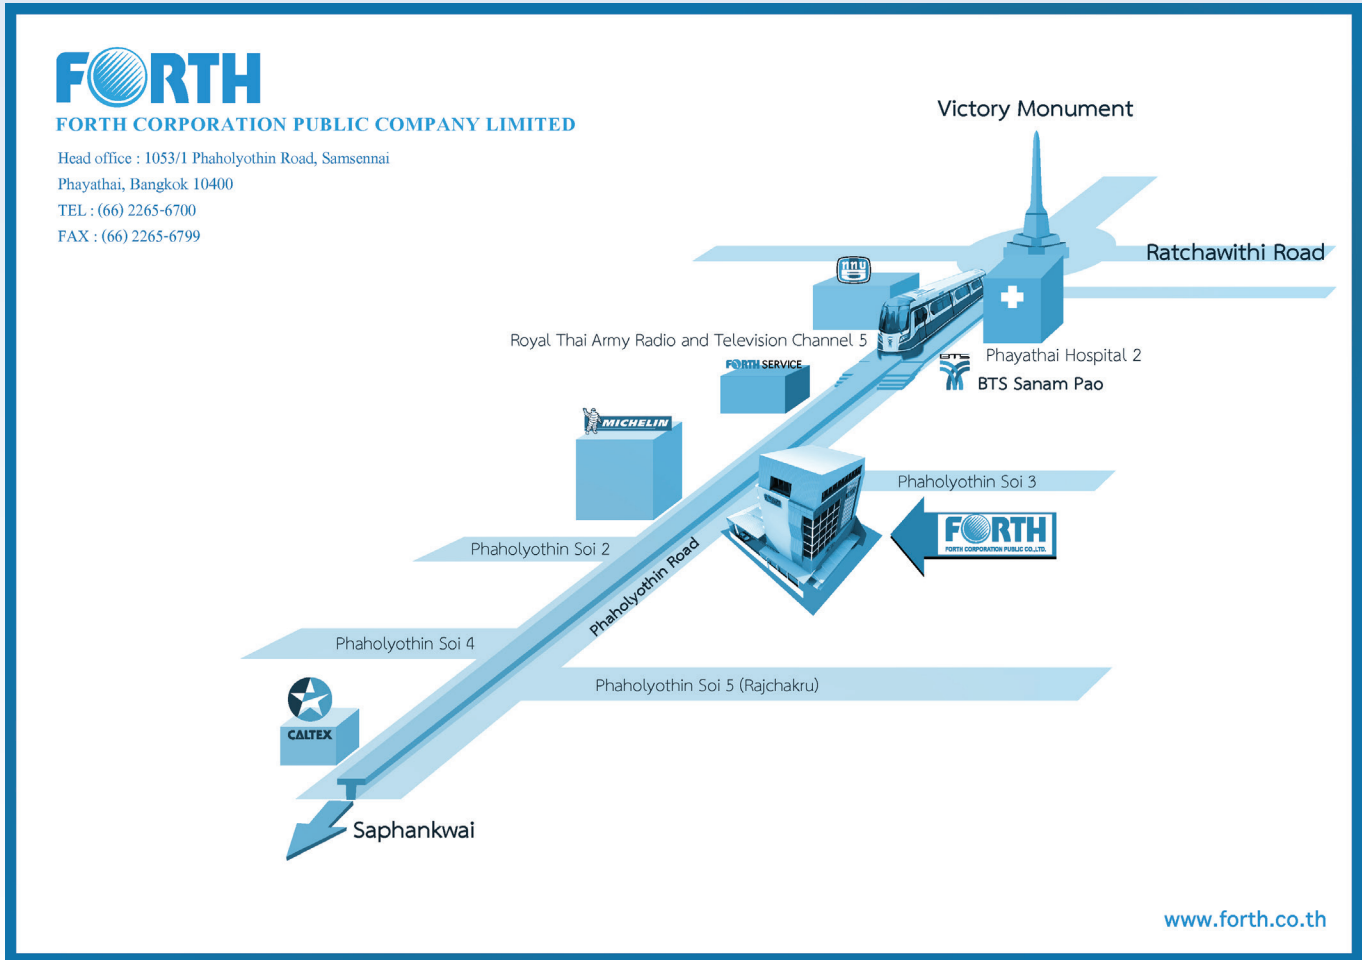 FORTH
FORTH CORPORATION PUBLIC COMPANY LIMITED
Head office : 1053/1 Phaholyothin Road, Samsennai
Phayathai, Bangkok 10400
TEL : (66) 2265-6700
FAX : (66) 2265-6799
Victory Monument
Ratchawithi Road
Royal Thai Army Radio and Television Channel 5
Phayathai Hospital 2
BTS
BTS Sanam Pao
FORTH SERVICE
MICHELIN
Phaholyothin Soi 3
FORTH
FORTH CORPORATION PUBLIC CO.,LTD.
Phaholyothin Soi 2
Phaholyothin Road
Phaholyothin Soi 4
Phaholyothin Soi 5 (Rajchakru)
CALTEX
Saphankwai
www.forth.co.th